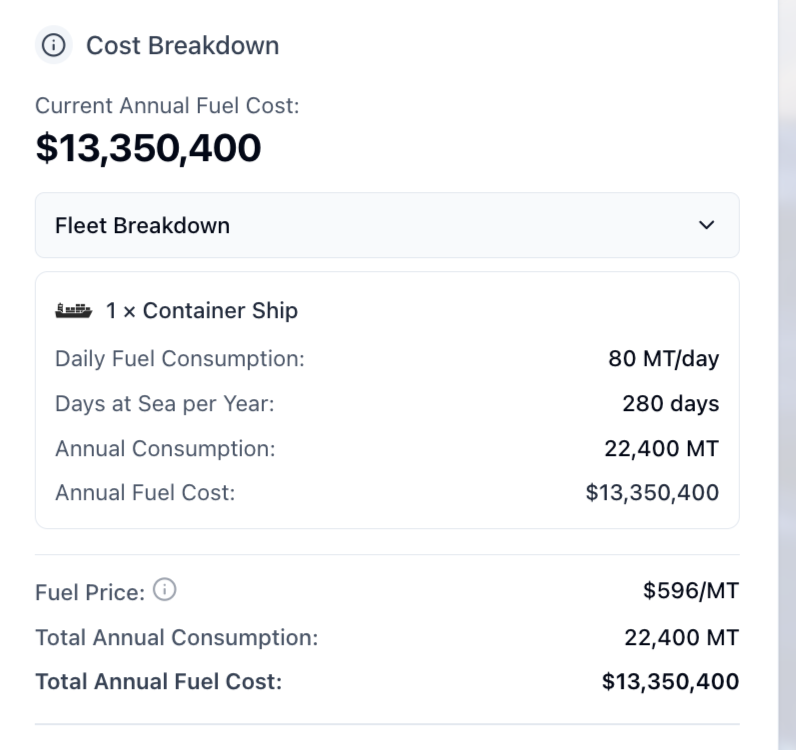 Cost Breakdown
Current Annual Fuel Cost:
$13,350,400
Fleet Breakdown
1 × Container Ship
Daily Fuel Consumption: 80 MT/day
Days at Sea per Year: 280 days
Annual Consumption: 22,400 MT
Annual Fuel Cost: $13,350,400
Fuel Price: $596/MT
Total Annual Consumption: 22,400 MT
Total Annual Fuel Cost: $13,350,400